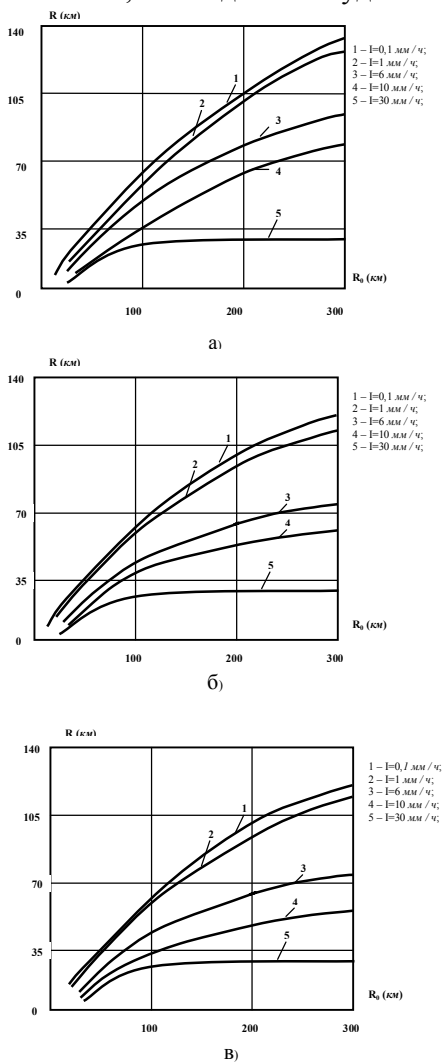 R (км)
140
105
70
35
0
1
2
3
4
5
1 – I=0,1 мм / ч;
2 – I=1 мм / ч;
3 – I=6 мм / ч;
4 – I=10 мм / ч;
5 – I=30 мм / ч;
R₀ (км)
100 200 300
а)
R (км)
140
105
70
35
0
1
2
3
4
5
1 – I=0,1 мм / ч;
2 – I=1 мм / ч;
3 – I=6 мм / ч;
4 – I=10 мм / ч;
5 – I=30 мм / ч;
R₀ (км)
100 200 300
б)
R (км)
140
105
70
35
0
1
2
3
4
5
1 – I=0,1 мм / ч;
2 – I=1 мм / ч;
3 – I=6 мм / ч;
4 – I=10 мм / ч;
5 – I=30 мм / ч;
R₀ (км)
100 200 300
в)